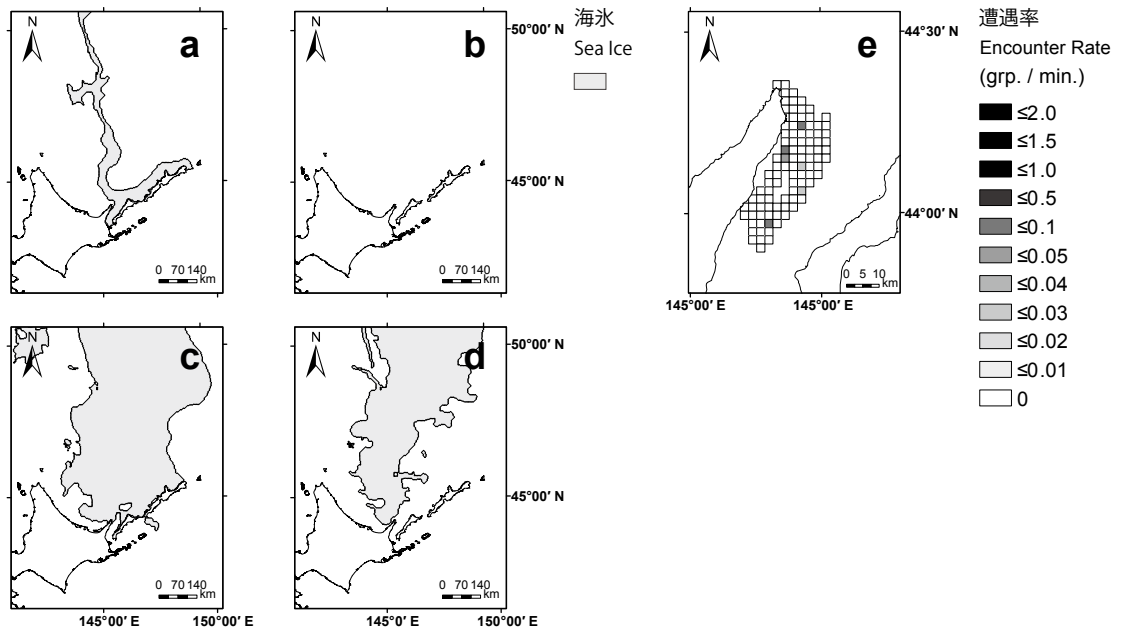 N
a
0 70 140
km
N
b
0 70 140
km
50°00′ N
45°00′ N
海氷
Sea Ice
N
e
0 5 10
km
44°30′ N
44°00′ N
145°00′ E
145°00′ E
遭遇率
Encounter Rate
(grp. / min.)
≤2.0
≤1.5
≤1.0
≤0.5
≤0.1
≤0.05
≤0.04
≤0.03
≤0.02
≤0.01
0
N
c
0 70 140
km
145°00′ E
150°00′ E
N
d
0 70 140
km
50°00′ N
45°00′ N
145°00′ E
150°00′ E